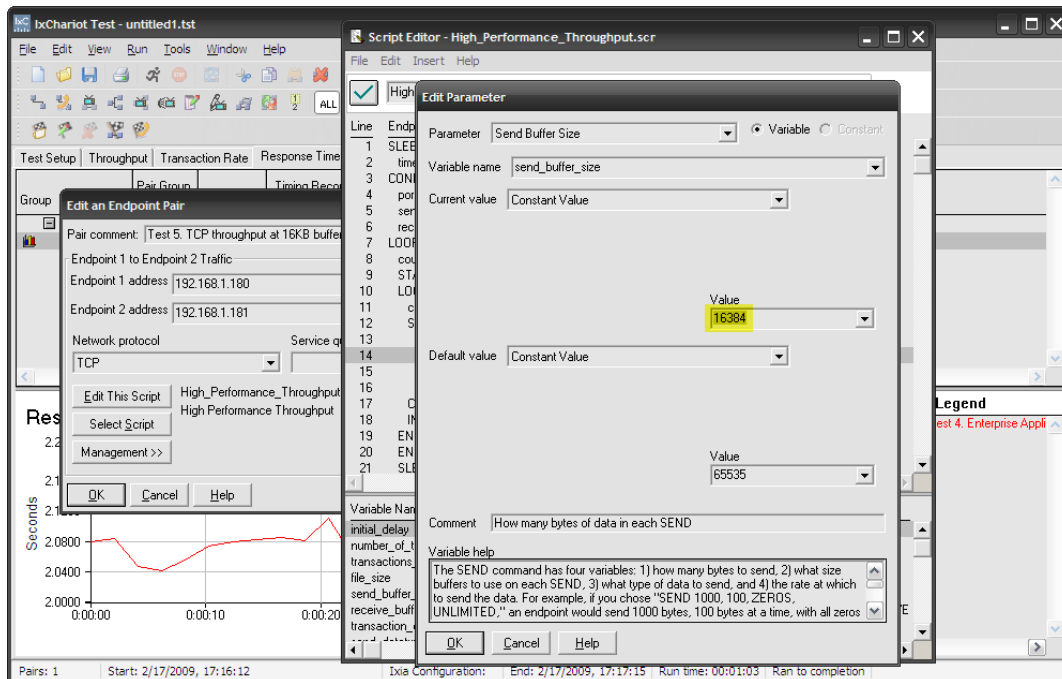 IxChariot Test - untitled1.tst
File Edit View Run Tools Window Help
ALL
Test Setup Throughput Transaction Rate Response Time
Group
Pair Group
Timing Recor
Edit an Endpoint Pair
Pair comment: Test 5. TCP throughput at 16KB buffer
Endpoint 1 to Endpoint 2 Traffic
Endpoint 1 address 192.168.1.180
Endpoint 2 address 192.168.1.181
Network protocol
Service qu
TCP
Edit This Script
High_Performance_Throughput
High Performance Throughput
Select Script
Management >>
OK Cancel Help
Res
Seconds
2.2
2.1
2.1200
2.0800
2.0400
2.0000
0:00:00 0:00:10 0:00:20
Script Editor - High_Performance_Throughput.scr
File Edit Insert Help
High
Line Endp
1 SLEE
2 time
3 CONI
4 por
5 ser
6 rec
7 LOOF
8 cou
9 STA
10 LO
11 c
12 S
13
14
15
16
17 C
18 IN
19 EN
20 EN
21 SL
Variable Nam
initial_delay
number_of_t
transactions_
file_size
send_buffer_
receive_buff
transaction_
Edit Parameter
Parameter Send Buffer Size Variable Constant
Variable name send_buffer_size
Current value Constant Value
Value
16384
Default value Constant Value
Value
65535
Comment How many bytes of data in each SEND
Variable help
The SEND command has four variables: 1) how many bytes to send, 2) what size
buffers to use on each SEND, 3) what type of data to send, and 4) the rate at which
to send the data. For example, if you chose "SEND 1000, 100, ZEROS,
UNLIMITED," an endpoint would send 1000 bytes, 100 bytes at a time, with all zeros
OK Cancel Help
Legend
est 4. Enterprise Appli
Pairs: 1 Start: 2/17/2009, 17:16:12 Ixia Configuration: End: 2/17/2009, 17:17:15 Run time: 00:01:03 Ran to completion